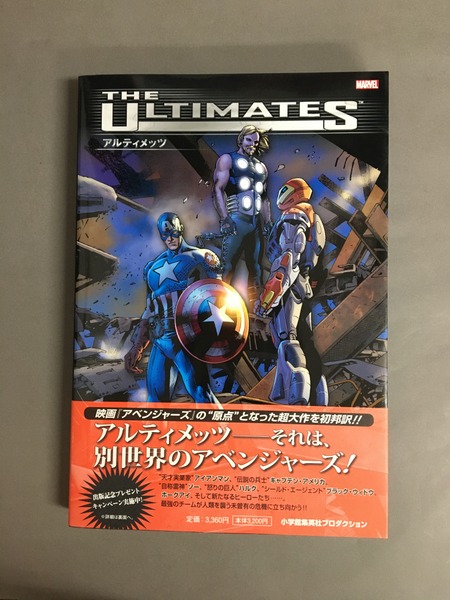 MARVEL
THE
ULTIMATES™
アルティメッツ
映画『アベンジャーズ』の“原点”となった超大作を初邦訳!!
アルティメッツ――それは、
別世界のアベンジャーズ!
出版記念プレゼント
キャンペーン実施中!
※詳細は裏面へ
“天才実業家”アイアンマン、“伝説の兵士”キャプテン・アメリカ、
“自称雷神”ソー、“怒りの巨人”ハルク、“シールド・エージェント”ブラック・ウィドウ、
ホークアイ、そして新たなるヒーローたち……。
最強のチームが人類を襲う未曽有の危機に立ち向かう!!
定価:3,360円 本体3,200円
小学館集英社プロダクション